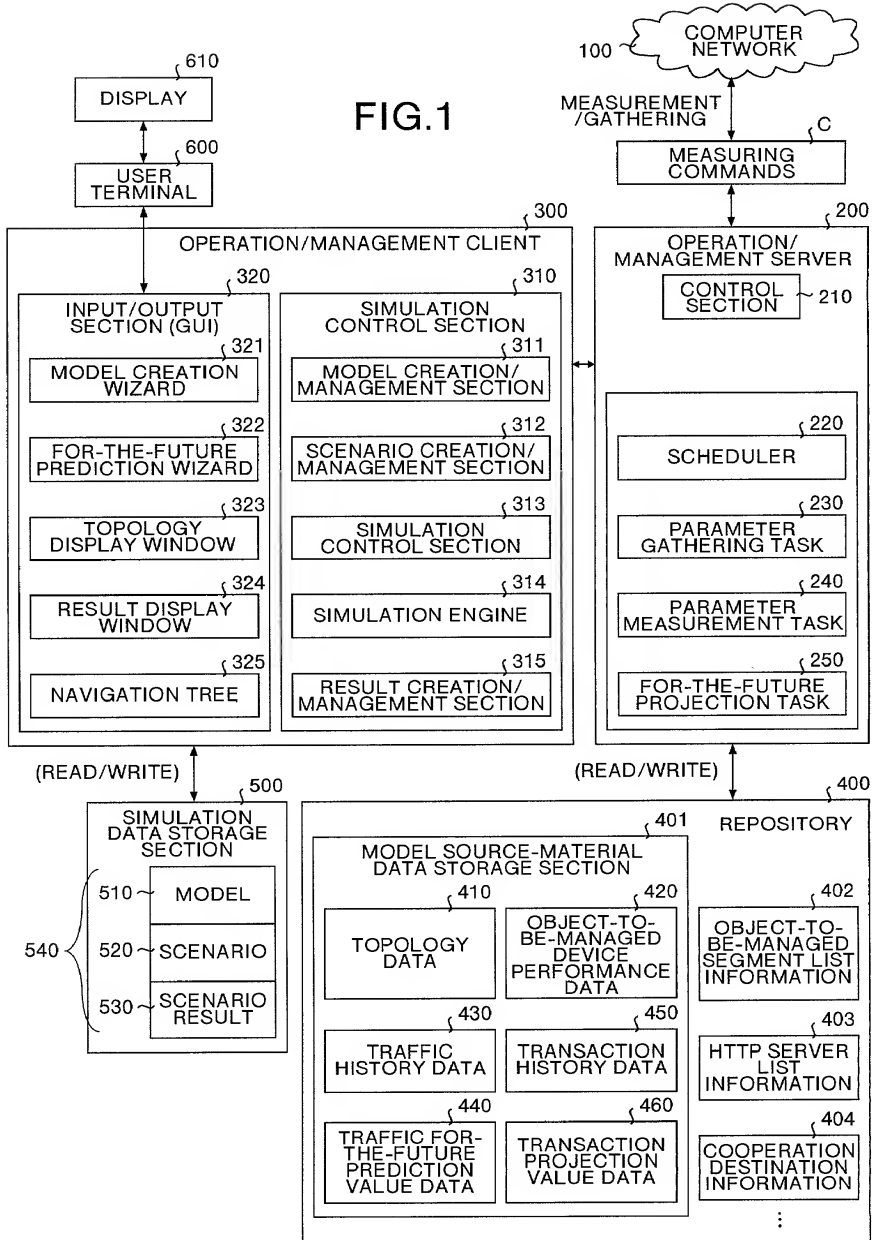 FIG.1
100
COMPUTER
NETWORK
MEASUREMENT
/GATHERING
C
MEASURING
COMMANDS
610
DISPLAY
600
USER
TERMINAL
300
OPERATION/MANAGEMENT CLIENT
320
INPUT/OUTPUT
SECTION (GUI)
321
MODEL CREATION
WIZARD
322
FOR-THE-FUTURE
PREDICTION WIZARD
323
TOPOLOGY
DISPLAY WINDOW
324
RESULT DISPLAY
WINDOW
325
NAVIGATION TREE
310
SIMULATION
CONTROL SECTION
311
MODEL CREATION/
MANAGEMENT SECTION
312
SCENARIO CREATION/
MANAGEMENT SECTION
313
SIMULATION
CONTROL SECTION
314
SIMULATION ENGINE
315
RESULT CREATION/
MANAGEMENT SECTION
200
OPERATION/
MANAGEMENT SERVER
CONTROL
SECTION
210
220
SCHEDULER
230
PARAMETER
GATHERING TASK
240
PARAMETER
MEASUREMENT TASK
250
FOR-THE-FUTURE
PROJECTION TASK
(READ/WRITE)
500
SIMULATION
DATA STORAGE
SECTION
510
MODEL
540
520
SCENARIO
530
SCENARIO
RESULT
(READ/WRITE)
400
REPOSITORY
401
MODEL SOURCE-MATERIAL
DATA STORAGE SECTION
410
TOPOLOGY
DATA
420
OBJECT-TO-
BE-MANAGED
DEVICE
PERFORMANCE
DATA
430
TRAFFIC
HISTORY DATA
450
TRANSACTION
HISTORY DATA
440
TRAFFIC FOR-
THE-FUTURE
PREDICTION
VALUE DATA
460
TRANSACTION
PROJECTION
VALUE DATA
402
OBJECT-TO-
BE-MANAGED
SEGMENT LIST
INFORMATION
403
HTTP SERVER
LIST
INFORMATION
404
COOPERATION
DESTINATION
INFORMATION
⋮